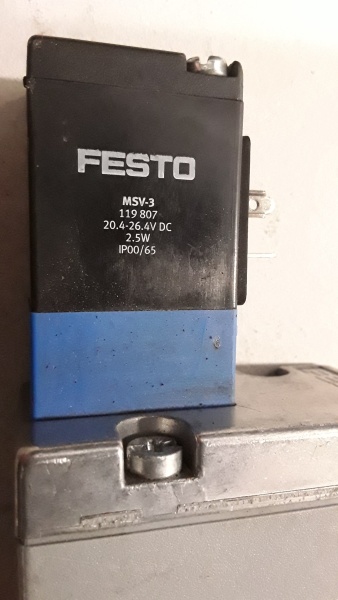 FESTO
MSV-3
119 807
20.4-26.4V DC
2.5W
IP00/65